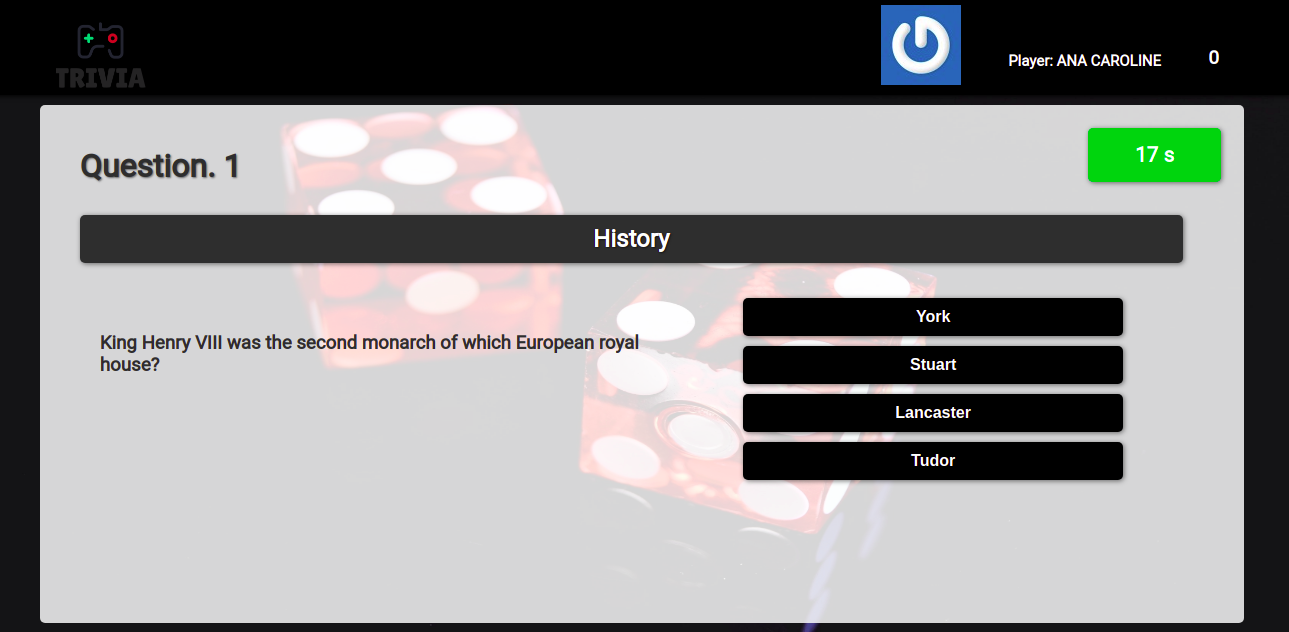 TRIVIA
Player: ANA CAROLINE
0
Question. 1
17 s
History
King Henry VIII was the second monarch of which European royal
house?
York
Stuart
Lancaster
Tudor